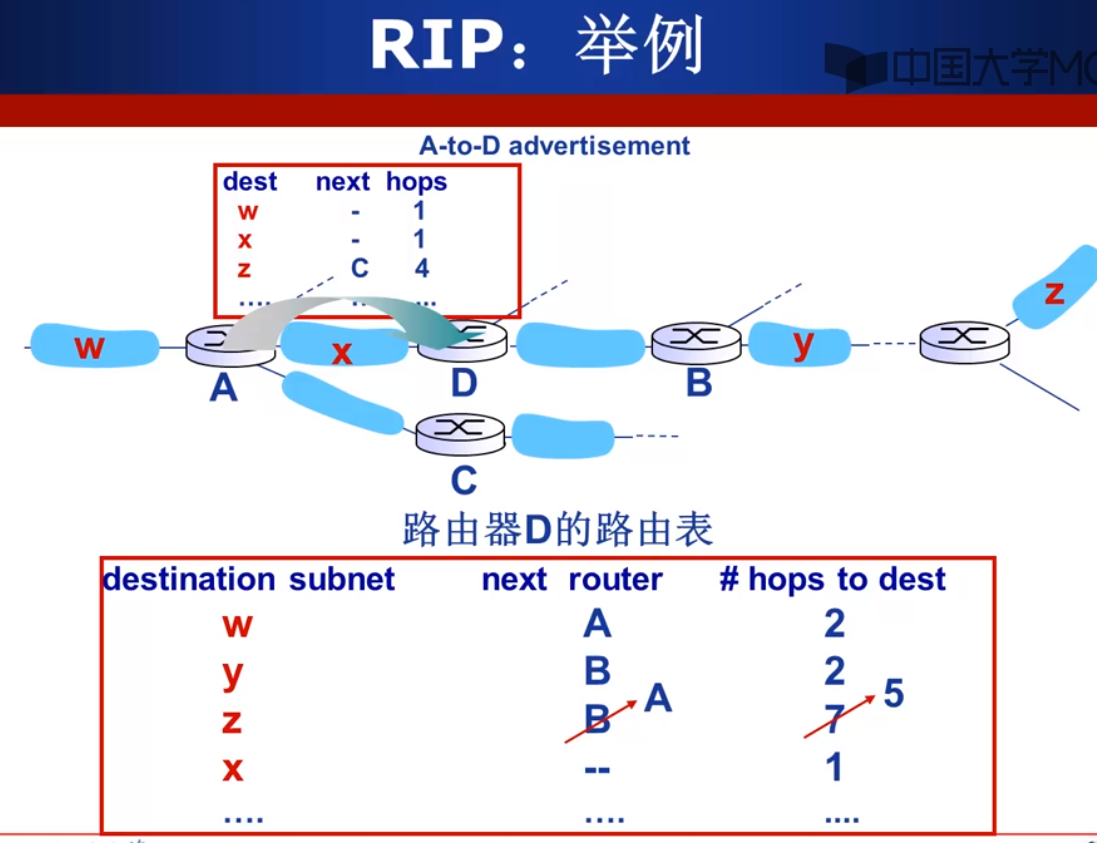 RIP：举例
中国大学MO
A-to-D advertisement
dest next hops
w - 1
x - 1
z C 4
.... .. ...
w
x
y
z
A
D
B
C
路由器D的路由表
destination subnet next router # hops to dest
w A 2
y B 2
z B A 7 5
x -- 1
.... .... ....